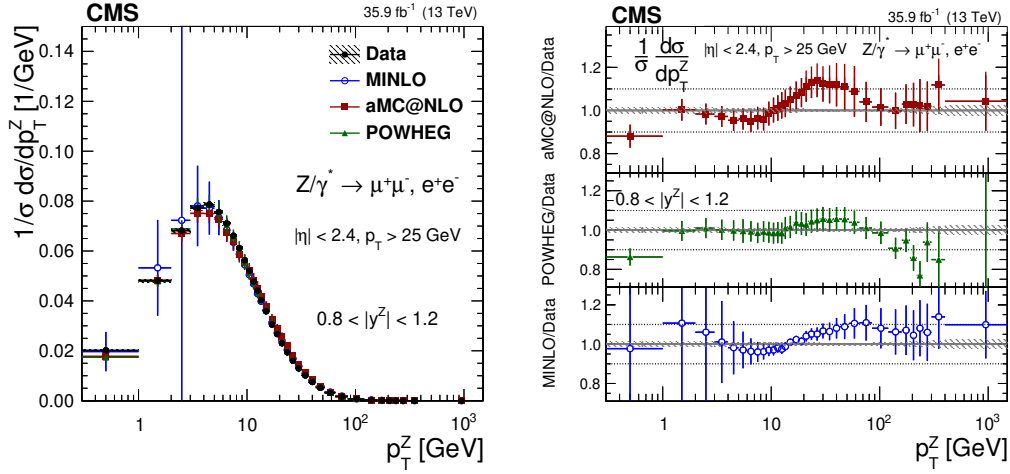 CMS
35.9 fb⁻¹ (13 TeV)
1/σ dσ/dp_T^Z [1/GeV]
0.14
0.12
0.10
0.08
0.06
0.04
0.02
0.00
Data
MINLO
aMC@NLO
POWHEG
Z/γ* → μ⁺μ⁻, e⁺e⁻
|η| < 2.4, p_T > 25 GeV
0.8 < |y^Z| < 1.2
1 10 10² 10³
p_T^Z [GeV]
CMS
35.9 fb⁻¹ (13 TeV)
1/σ dσ/dp_T^Z |η| < 2.4, p_T > 25 GeV Z/γ* → μ⁺μ⁻, e⁺e⁻
aMC@NLO/Data
1.2
1.0
0.8
0.8 < |y^Z| < 1.2
POWHEG/Data
1.2
1.0
0.8
MINLO/Data
1.2
1.0
0.8
1 10 10² 10³
p_T^Z [GeV]